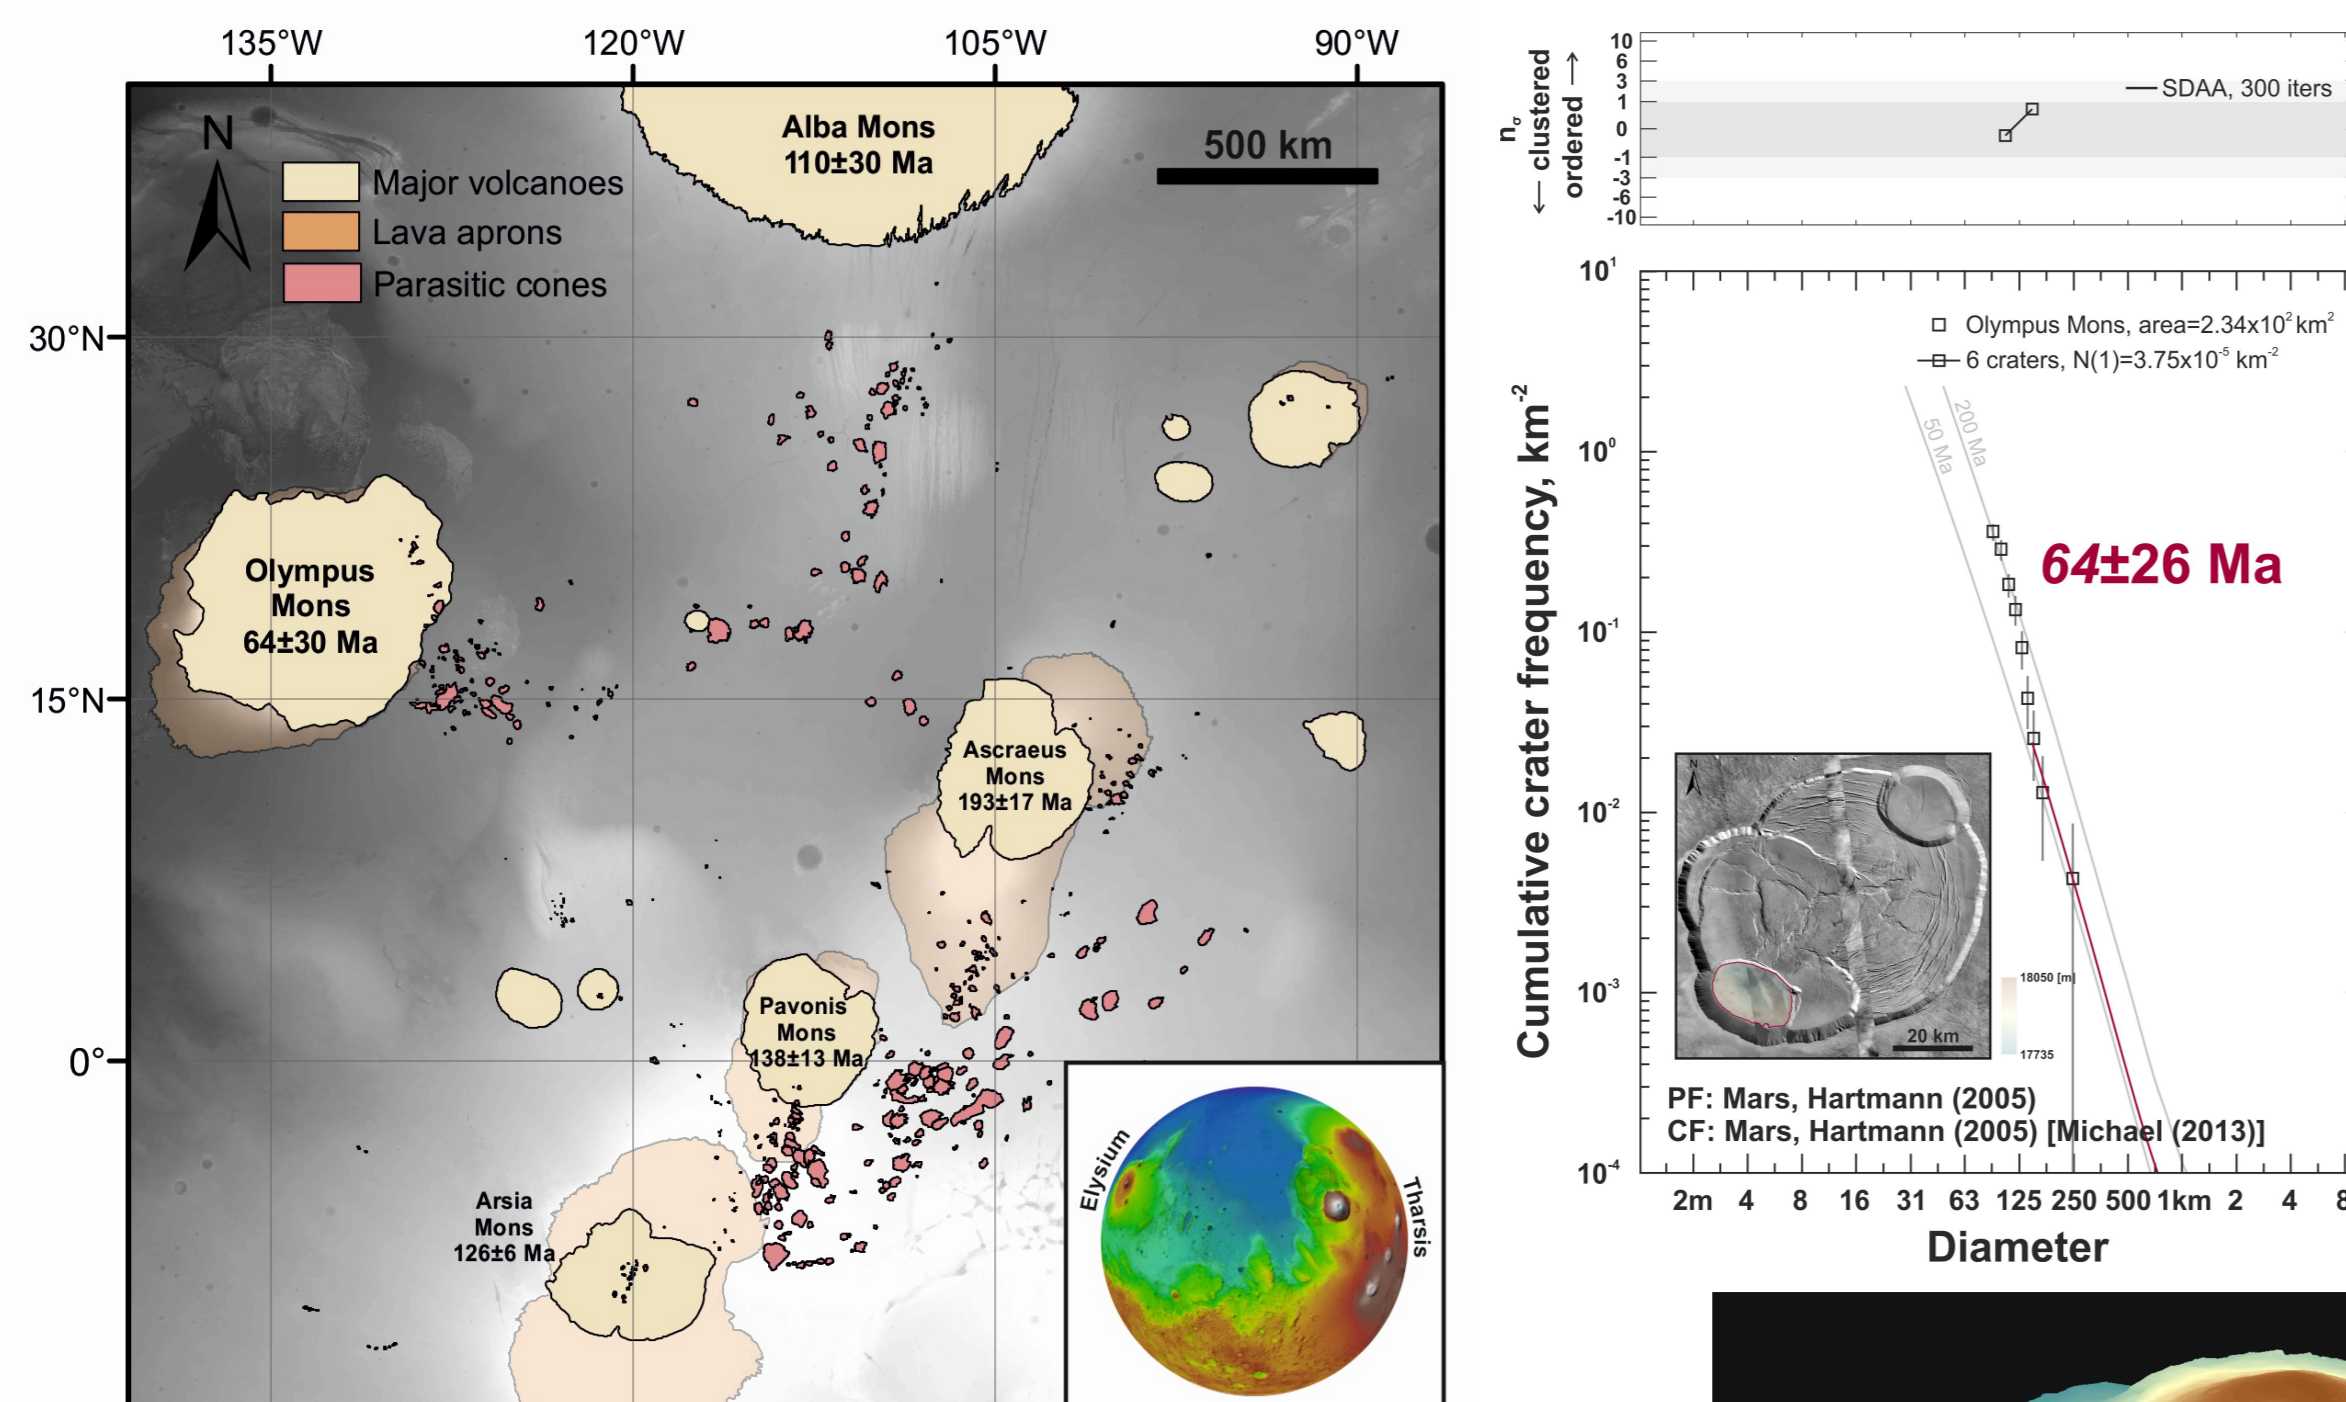 135°W
120°W
105°W
90°W
N
Major volcanoes
Lava aprons
Parasitic cones
Alba Mons
110±30 Ma
500 km
30°N
15°N
0°
Olympus
Mons
64±30 Ma
Ascraeus
Mons
193±17 Ma
Pavonis
Mons
138±13 Ma
Arsia
Mons
126±6 Ma
Elysium
Tharsis
nσ
← clustered
ordered →
10
6
3
1
0
-1
-3
-6
-10
SDAA, 300 iters
Cumulative crater frequency, km⁻²
10¹
10⁰
10⁻¹
10⁻²
10⁻³
10⁻⁴
Olympus Mons, area=2.34x10² km²
6 craters, N(1)=3.75x10⁻⁵ km⁻²
50 Ma
200 Ma
64±26 Ma
N
20 km
18050 [m]
17735
PF: Mars, Hartmann (2005)
CF: Mars, Hartmann (2005) [Michael (2013)]
2m 4 8 16 31 63 125 250 500 1km 2 4 8
Diameter